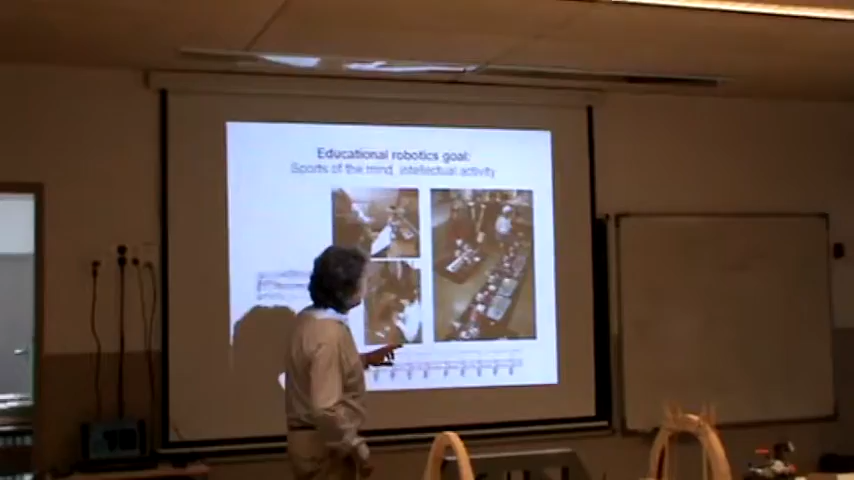 Educational robotics goal:
Sports of the mind, intellectual activity